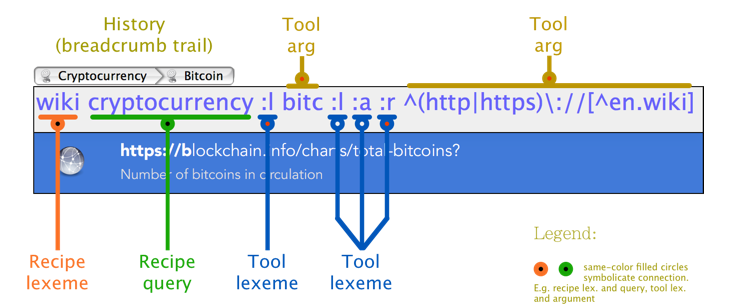 History
(breadcrumb trail)
Tool
arg
Tool
arg
Cryptocurrency
Bitcoin
wiki cryptocurrency :l bitc :l :a :r ^(http|https)\://[^en.wiki]
https://blockchain.info/charts/total-bitcoins?
Number of bitcoins in circulation
Recipe
lexeme
Recipe
query
Tool
lexeme
Tool
lexeme
Legend:
same-color filled circles
symbolicate connection.
E.g. recipe lex. and query, tool lex.
and argument